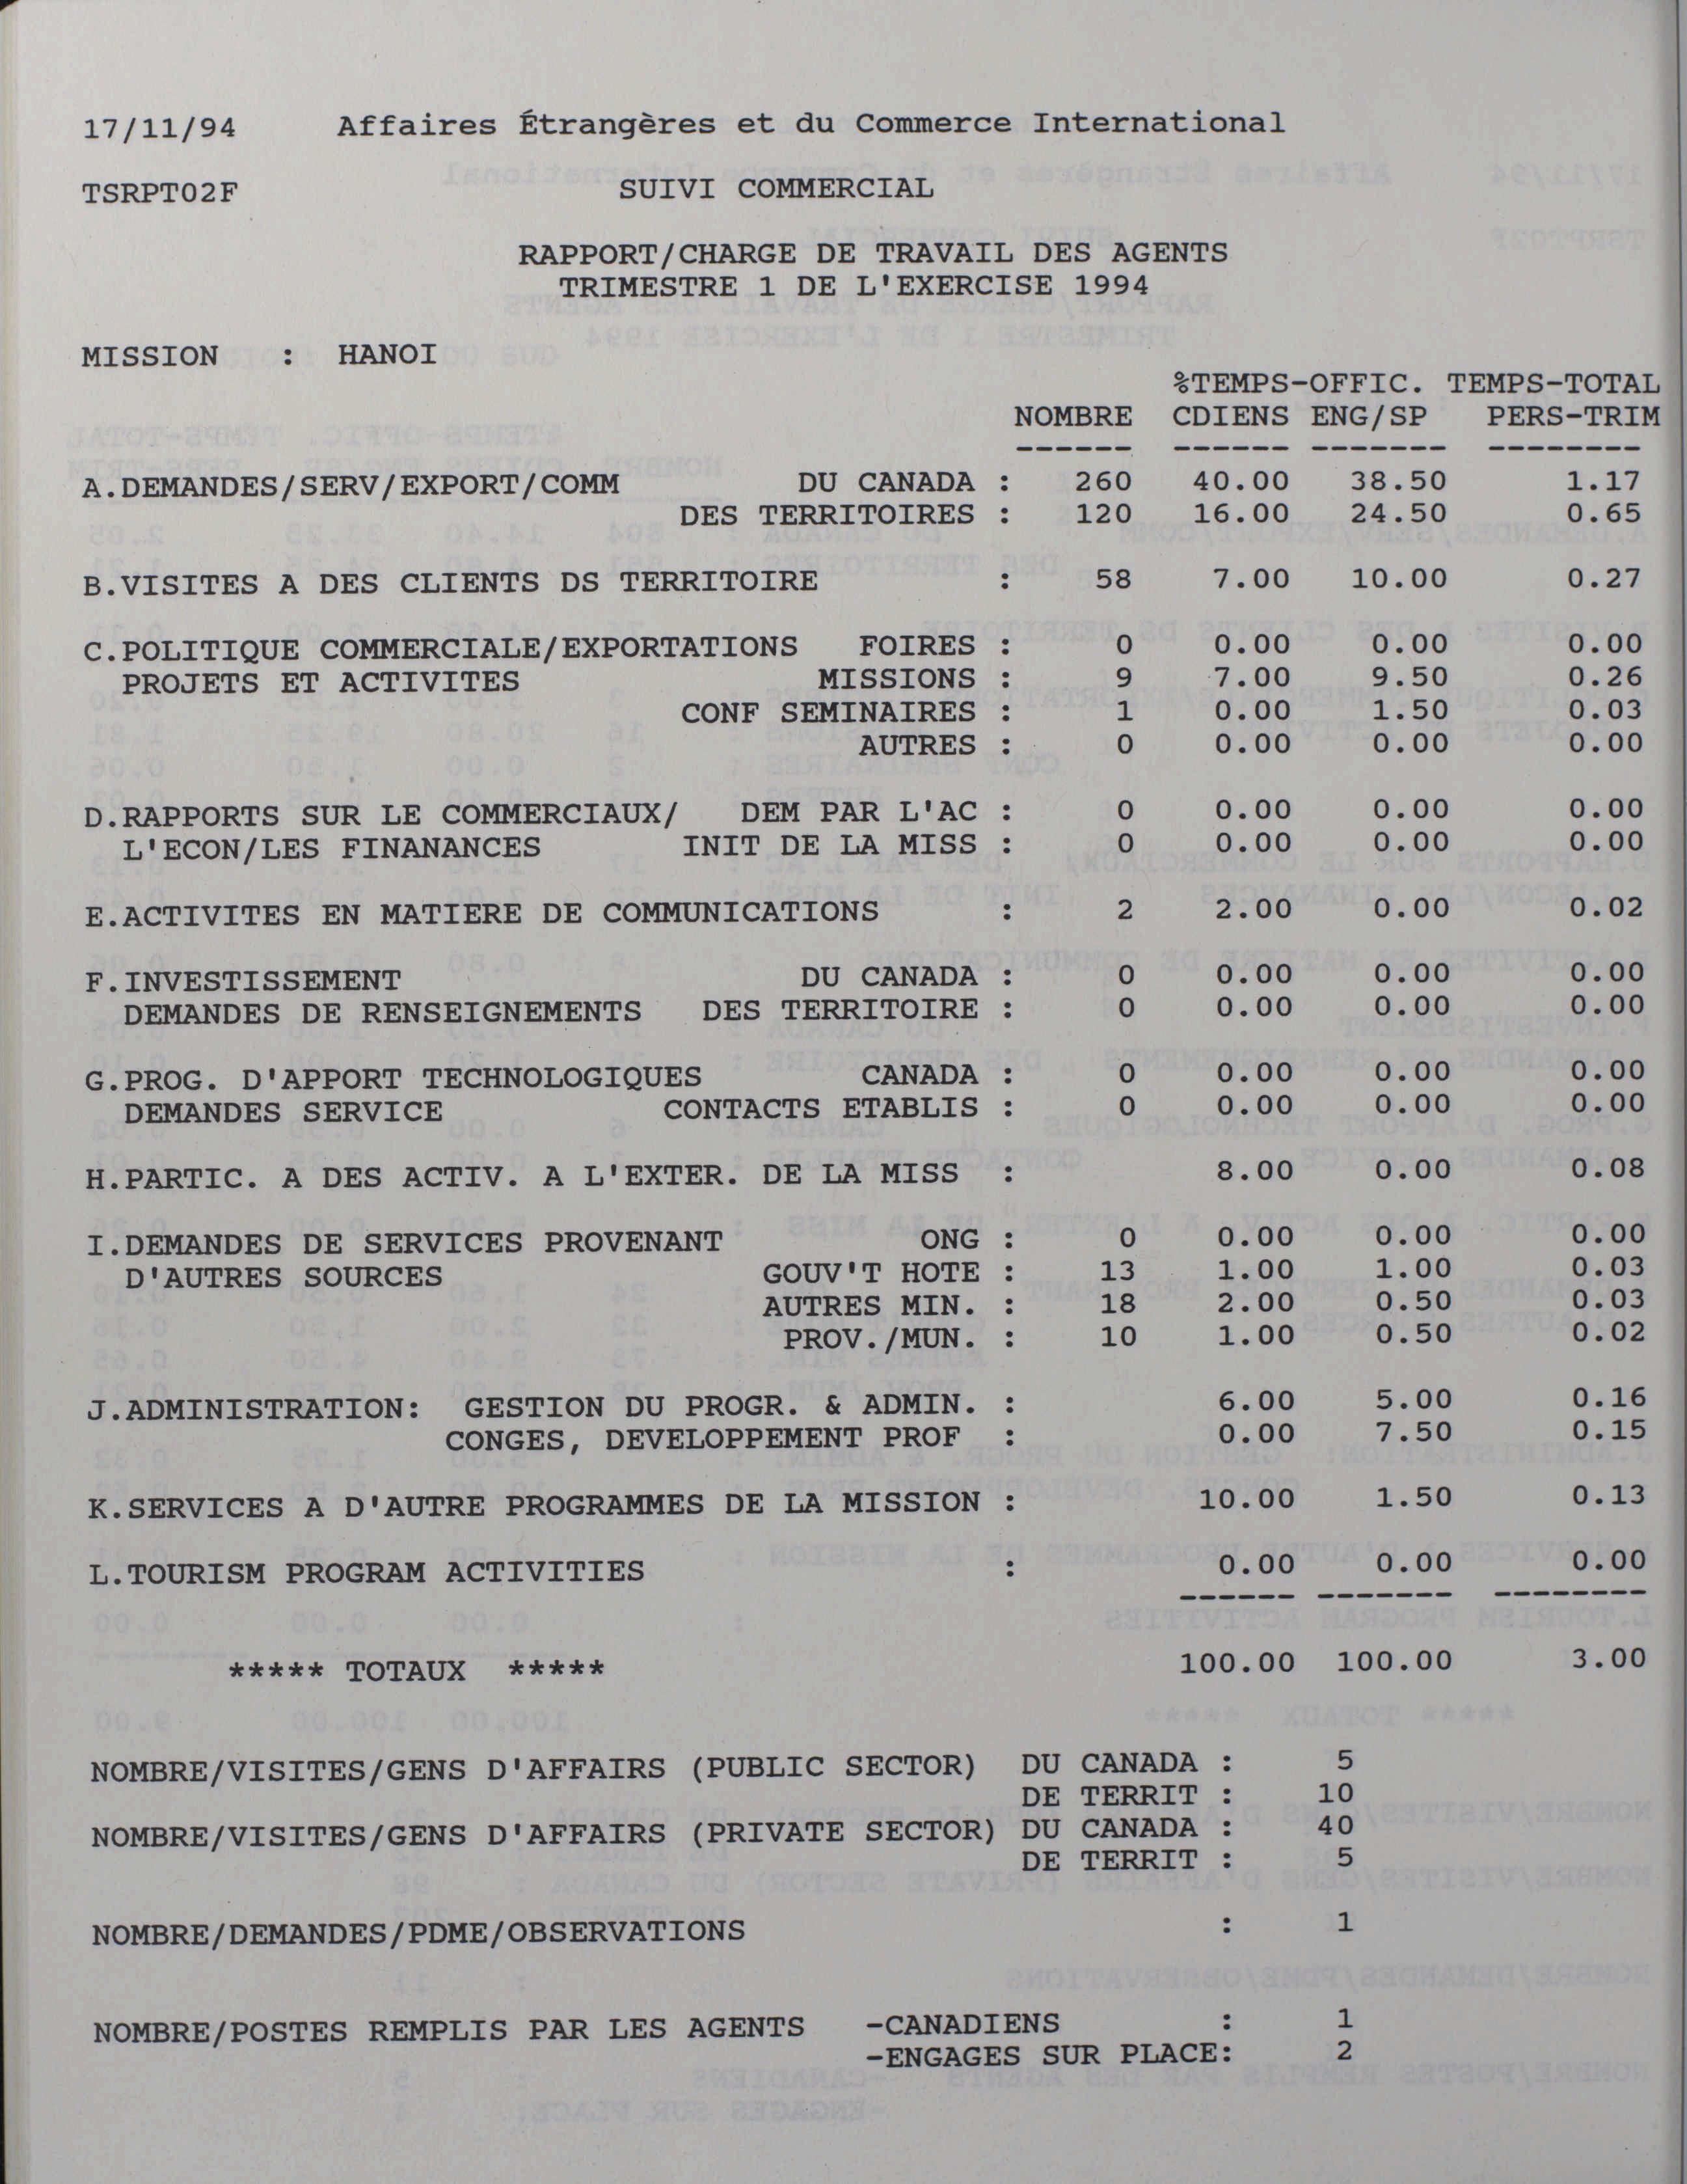 17/11/94 Affaires Étrangères et du Commerce International
TSRPT02F SUIVI COMMERCIAL
RAPPORT/CHARGE DE TRAVAIL DES AGENTS
TRIMESTRE 1 DE L'EXERCISE 1994
MISSION : HANOI
%TEMPS-OFFIC. TEMPS-TOTAL
NOMBRE CDIENS ENG/SP PERS-TRIM
------ ------ ------- --------
A.DEMANDES/SERV/EXPORT/COMM DU CANADA : 260 40.00 38.50 1.17
DES TERRITOIRES : 120 16.00 24.50 0.65
B.VISITES A DES CLIENTS DS TERRITOIRE : 58 7.00 10.00 0.27
C.POLITIQUE COMMERCIALE/EXPORTATIONS FOIRES : 0 0.00 0.00 0.00
PROJETS ET ACTIVITES MISSIONS : 9 7.00 9.50 0.26
CONF SEMINAIRES : 1 0.00 1.50 0.03
AUTRES : 0 0.00 0.00 0.00
D.RAPPORTS SUR LE COMMERCIAUX/ DEM PAR L'AC : 0 0.00 0.00 0.00
L'ECON/LES FINANANCES INIT DE LA MISS : 0 0.00 0.00 0.00
E.ACTIVITES EN MATIERE DE COMMUNICATIONS : 2 2.00 0.00 0.02
F.INVESTISSEMENT DU CANADA : 0 0.00 0.00 0.00
DEMANDES DE RENSEIGNEMENTS DES TERRITOIRE : 0 0.00 0.00 0.00
G.PROG. D'APPORT TECHNOLOGIQUES CANADA : 0 0.00 0.00 0.00
DEMANDES SERVICE CONTACTS ETABLIS : 0 0.00 0.00 0.00
H.PARTIC. A DES ACTIV. A L'EXTER. DE LA MISS : 8.00 0.00 0.08
I.DEMANDES DE SERVICES PROVENANT ONG : 0 0.00 0.00 0.00
D'AUTRES SOURCES GOUV'T HOTE : 13 1.00 1.00 0.03
AUTRES MIN. : 18 2.00 0.50 0.03
PROV./MUN. : 10 1.00 0.50 0.02
J.ADMINISTRATION: GESTION DU PROGR. & ADMIN. : 6.00 5.00 0.16
CONGES, DEVELOPPEMENT PROF : 0.00 7.50 0.15
K.SERVICES A D'AUTRE PROGRAMMES DE LA MISSION : 10.00 1.50 0.13
L.TOURISM PROGRAM ACTIVITIES : 0.00 0.00 0.00
------ ------- --------
***** TOTAUX ***** 100.00 100.00 3.00
NOMBRE/VISITES/GENS D'AFFAIRS (PUBLIC SECTOR) DU CANADA : 5
DE TERRIT : 10
NOMBRE/VISITES/GENS D'AFFAIRS (PRIVATE SECTOR) DU CANADA : 40
DE TERRIT : 5
NOMBRE/DEMANDES/PDME/OBSERVATIONS : 1
NOMBRE/POSTES REMPLIS PAR LES AGENTS -CANADIENS : 1
-ENGAGES SUR PLACE: 2